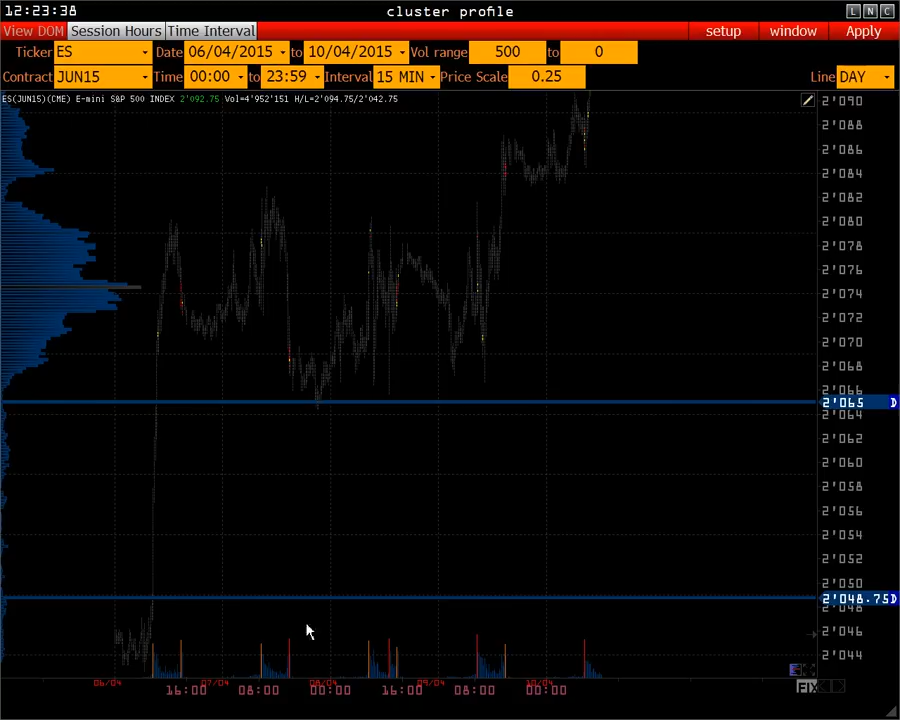 12:23:38 cluster profile L N C
View DOM Session Hours Time Interval setup window Apply
Ticker ES Date 06/04/2015 to 10/04/2015 Vol range 500 to 0
Contract JUN15 Time 00:00 to 23:59 Interval 15 MIN Price Scale 0.25 Line DAY
ES(JUN15)(CME) E-mini S&P 500 INDEX 2'092.75 Vol=4'952'151 H/L=2'094.75/2'042.75
2'090
2'088
2'086
2'084
2'082
2'080
2'078
2'076
2'074
2'072
2'070
2'068
2'066
2'065 D
2'064
2'062
2'060
2'058
2'056
2'054
2'052
2'050
2'048.75 D
2'048
2'046
2'044
06/04 07/04 08/04 09/04 10/04
16:00 08:00 00:00 16:00 08:00 00:00
FIX